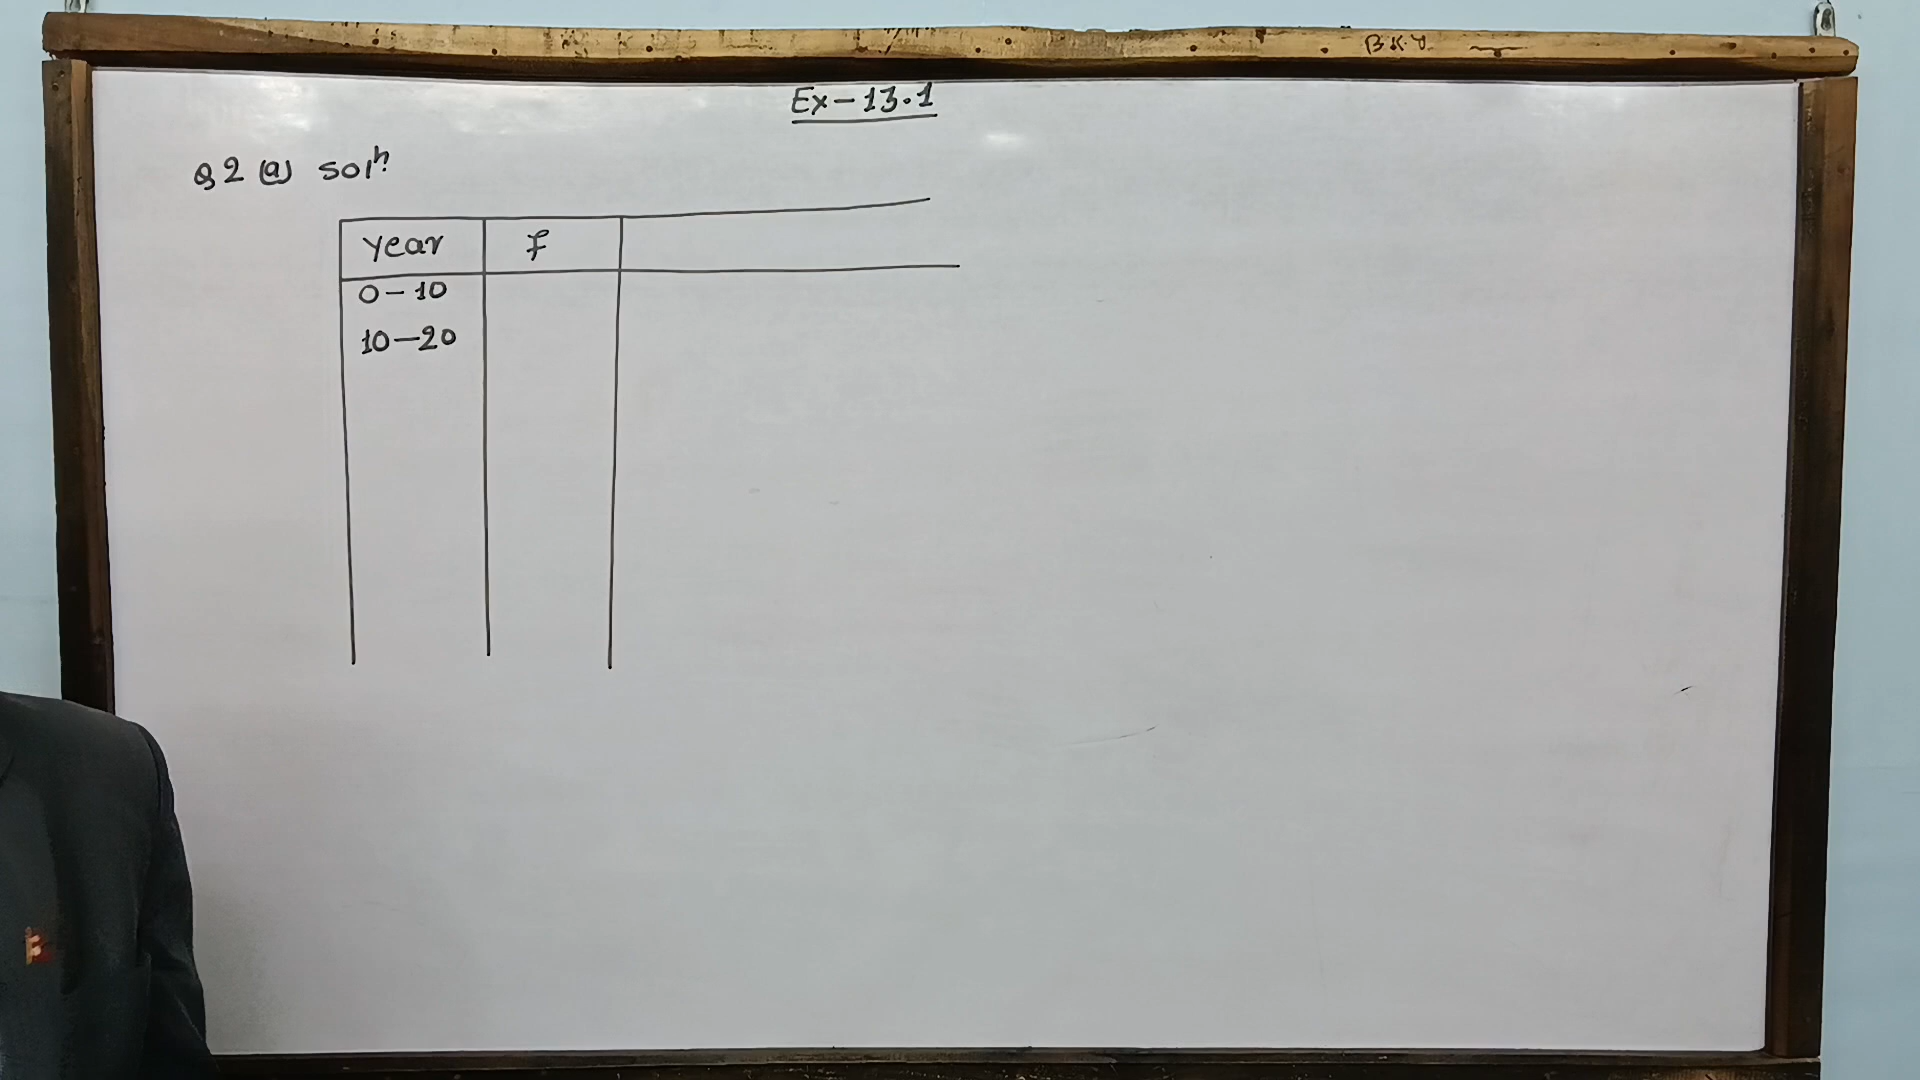 B.K.
Ex-13.1
Q2 (a) solⁿ.
year f
0-10
10-20